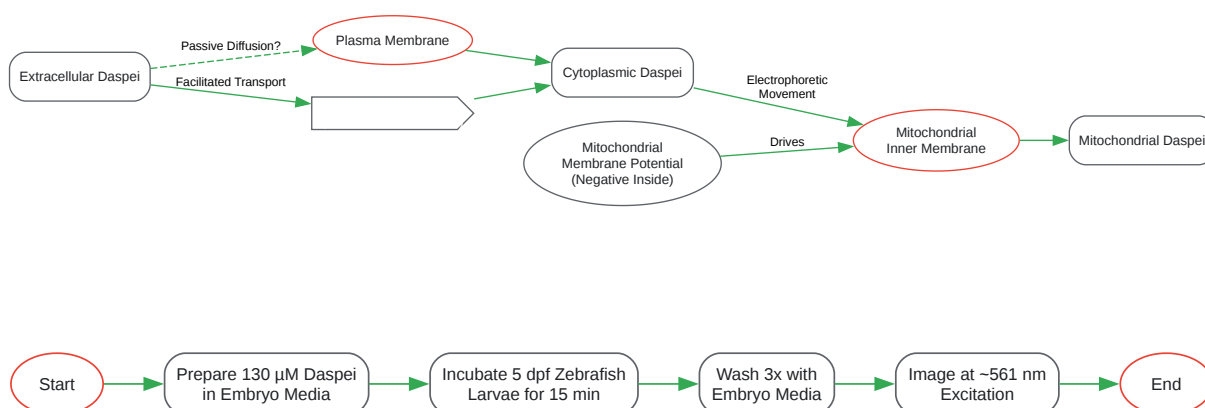 Passive Diffusion?
Plasma Membrane
Extracellular Daspei
Facilitated Transport
Cytoplasmic Daspei
Electrophoretic
Movement
Mitochondrial
Membrane Potential
(Negative Inside)
Drives
Mitochondrial
Inner Membrane
Mitochondrial Daspei
Start
Prepare 130 µM Daspei
in Embryo Media
Incubate 5 dpf Zebrafish
Larvae for 15 min
Wash 3x with
Embryo Media
Image at ~561 nm
Excitation
End